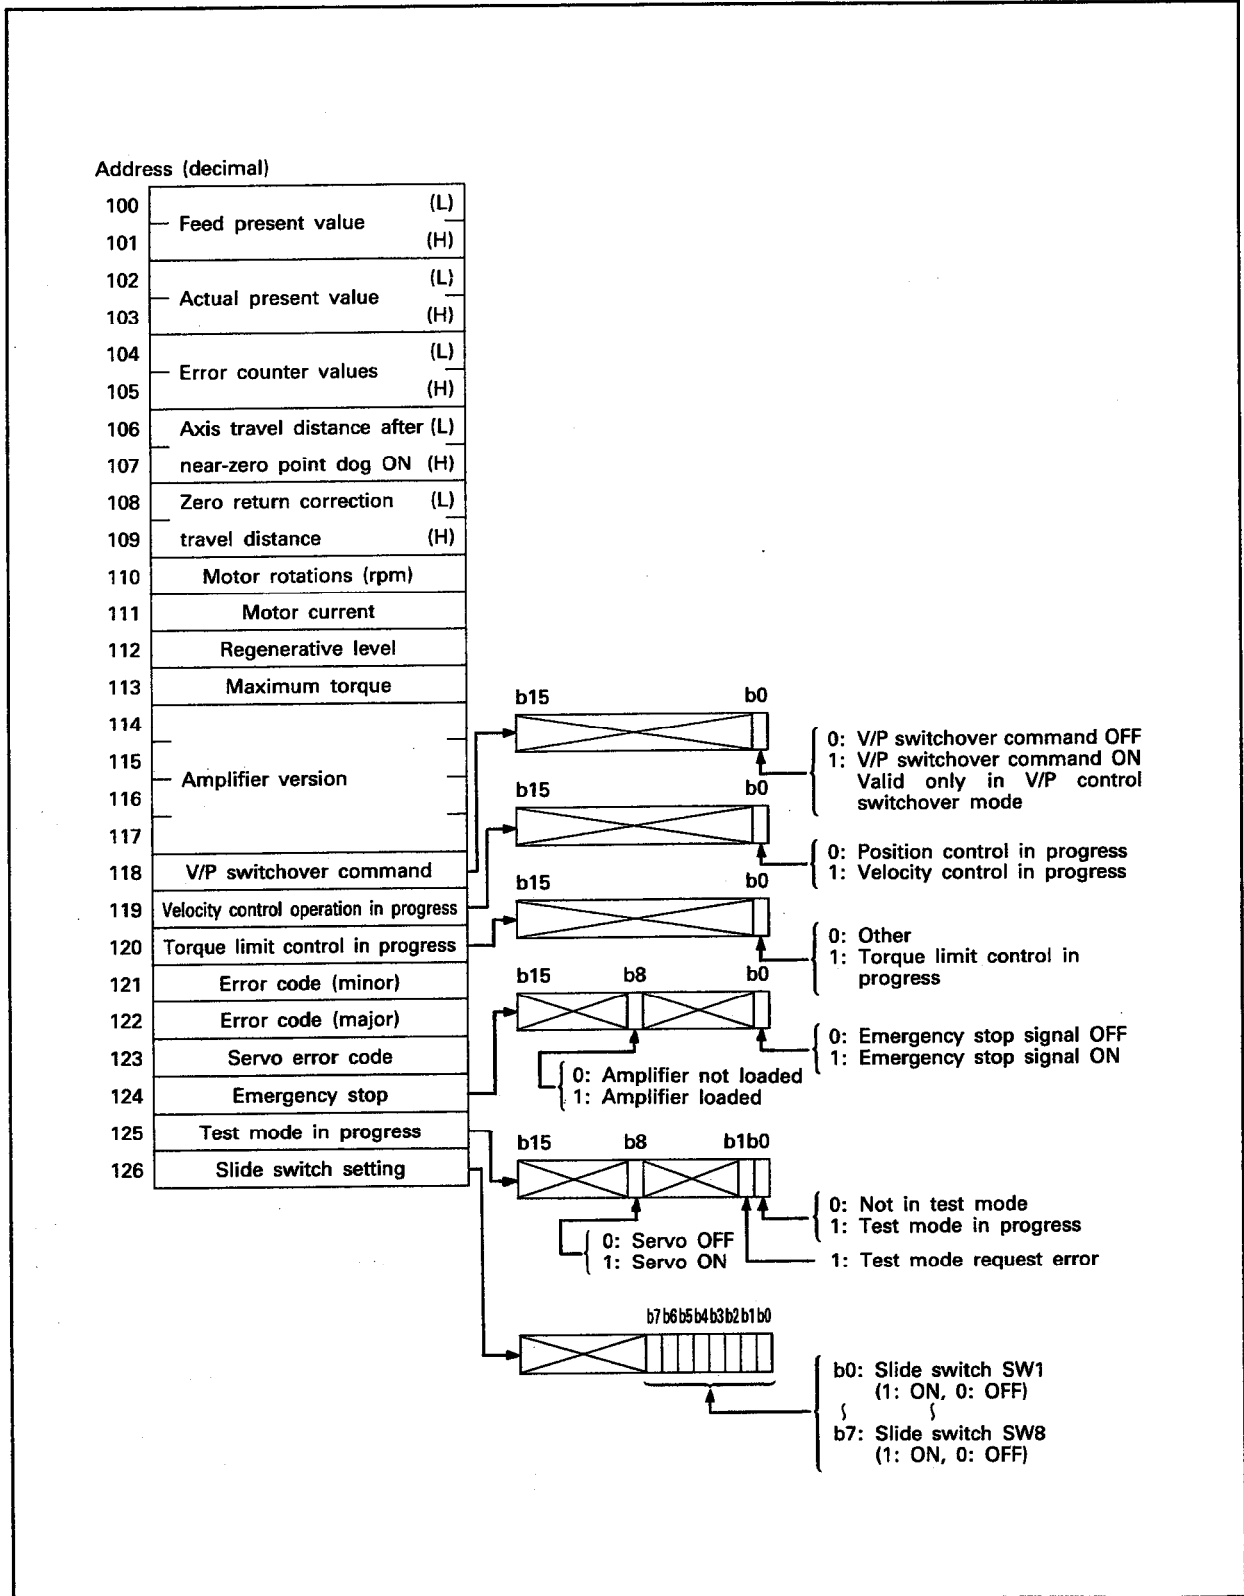 Address (decimal)
100 Feed present value (L)
101 (H)
102 Actual present value (L)
103 (H)
104 Error counter values (L)
105 (H)
106 Axis travel distance after (L)
107 near-zero point dog ON (H)
108 Zero return correction (L)
109 travel distance (H)
110 Motor rotations (rpm)
111 Motor current
112 Regenerative level
113 Maximum torque
114
115
116
117
Amplifier version
118 V/P switchover command
119 Velocity control operation in progress
120 Torque limit control in progress
121 Error code (minor)
122 Error code (major)
123 Servo error code
124 Emergency stop
125 Test mode in progress
126 Slide switch setting
b15 b0
0: V/P switchover command OFF
1: V/P switchover command ON
Valid only in V/P control
switchover mode
b15 b0
0: Position control in progress
1: Velocity control in progress
b15 b0
0: Other
1: Torque limit control in
progress
b15 b8 b0
0: Emergency stop signal OFF
1: Emergency stop signal ON
0: Amplifier not loaded
1: Amplifier loaded
b15 b8 b1b0
0: Not in test mode
1: Test mode in progress
1: Test mode request error
0: Servo OFF
1: Servo ON
b7b6b5b4b3b2b1b0
b0: Slide switch SW1
(1: ON, 0: OFF)
b7: Slide switch SW8
(1: ON, 0: OFF)